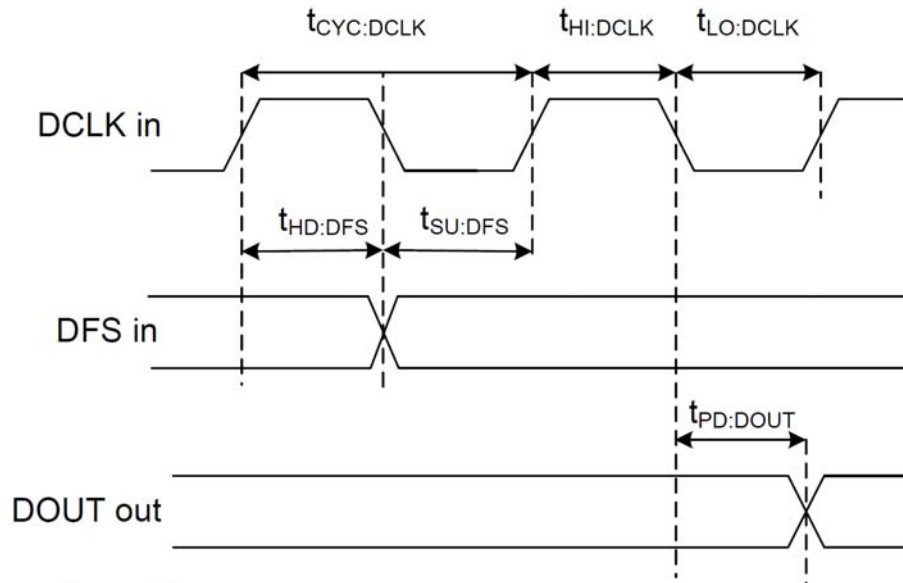 tCYC:DCLK tHI:DCLK tLO:DCLK
DCLK in
tHD:DFS tSU:DFS
DFS in
tPD:DOUT
DOUT out